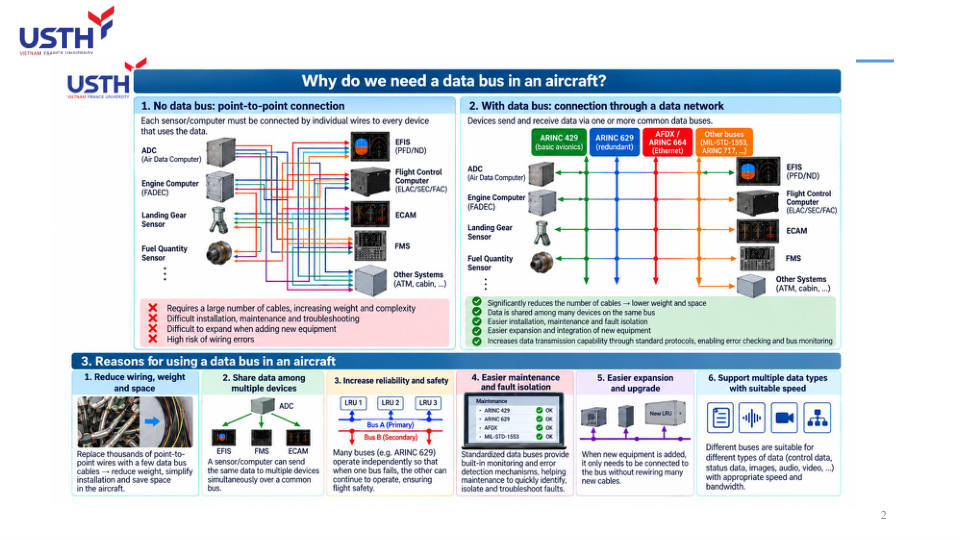 USTH
VIETNAM FRANCE UNIVERSITY
USTH
VIETNAM FRANCE UNIVERSITY
Why do we need a data bus in an aircraft?
1. No data bus: point-to-point connection
Each sensor/computer must be connected by individual wires to every device
that uses the data.
ADC
(Air Data Computer)
Engine Computer
(FADEC)
Landing Gear
Sensor
Fuel Quantity
Sensor
EFIS
(PFD/ND)
Flight Control
Computer
(ELAC/SEC/FAC)
ECAM
FMS
Other Systems
(ATM, cabin, ...)
Requires a large number of cables, increasing weight and complexity
Difficult installation, maintenance and troubleshooting
Difficult to expand when adding new equipment
High risk of wiring errors
2. With data bus: connection through a data network
Devices send and receive data via one or more common data buses.
ARINC 429
(basic avionics)
ARINC 629
(redundant)
AFDX /
ARINC 664
(Ethernet)
Other buses
(MIL-STD-1553,
ARINC 717, ...)
ADC
(Air Data Computer)
Engine Computer
(FADEC)
Landing Gear
Sensor
Fuel Quantity
Sensor
EFIS
(PFD/ND)
Flight Control
Computer
(ELAC/SEC/FAC)
ECAM
FMS
Other Systems
(ATM, cabin, ...)
Significantly reduces the number of cables → lower weight and space
Data is shared among many devices on the same bus
Easier installation, maintenance and fault isolation
Easier expansion and integration of new equipment
Increases data transmission capability through standard protocols, enabling error checking and bus monitoring
3. Reasons for using a data bus in an aircraft
1. Reduce wiring, weight
and space
Replace thousands of point-to-
point wires with a few data bus
cables → reduce weight, simplify
installation and save space
in the aircraft.
2. Share data among
multiple devices
ADC
EFIS FMS ECAM
A sensor/computer can send
the same data to multiple devices
simultaneously over a common
bus.
3. Increase reliability and safety
LRU 1 LRU 2 LRU 3
Bus A (Primary)
Bus B (Secondary)
Many buses (e.g. ARINC 629)
operate independently so that
when one bus fails, the other can
continue to operate, ensuring
flight safety.
4. Easier maintenance
and fault isolation
Maintenance
• ARINC 429 OK
• ARINC 629 OK
• AFDX OK
• MIL-STD-1553 OK
Standardized data buses provide
built-in monitoring and error
detection mechanisms, helping
maintenance to quickly identify,
isolate and troubleshoot faults.
5. Easier expansion
and upgrade
New LRU
When new equipment is added,
it only needs to be connected to
the bus without rewiring many
new cables.
6. Support multiple data types
with suitable speed
Different buses are suitable for
different types of data (control data,
status data, images, audio, video, ...)
with appropriate speed and
bandwidth.
2